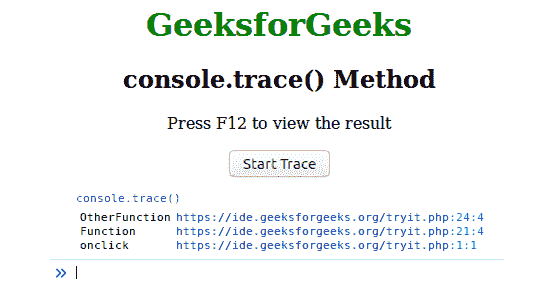 GeeksforGeeks
console.trace() Method
Press F12 to view the result
Start Trace
console.trace()
OtherFunction https://ide.geeksforgeeks.org/tryit.php:24:4
Function https://ide.geeksforgeeks.org/tryit.php:21:4
onclick https://ide.geeksforgeeks.org/tryit.php:1:1
»